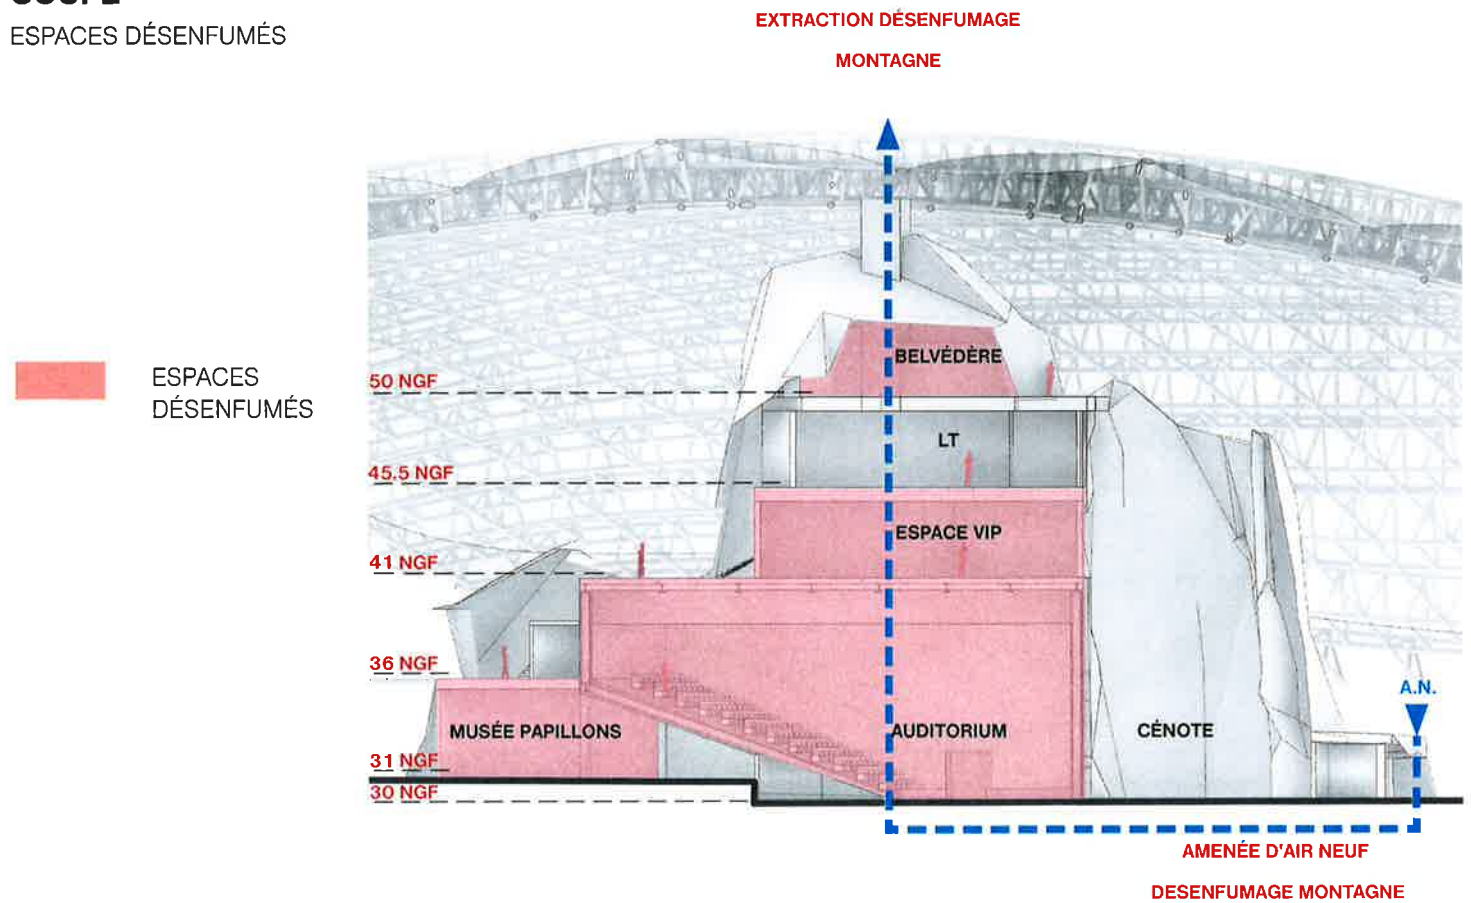 COUPE
ESPACES DÉSENFUMÉS
EXTRACTION DÉSENFUMAGE
MONTAGNE
BELVÉDÈRE
50 NGF
ESPACES
DÉSENFUMÉS
LT
45.5 NGF
ESPACE VIP
41 NGF
36 NGF
A.N.
MUSÉE PAPILLONS
AUDITORIUM
CÉNOTE
31 NGF
30 NGF
AMENÉE D'AIR NEUF
DESENFUMAGE MONTAGNE